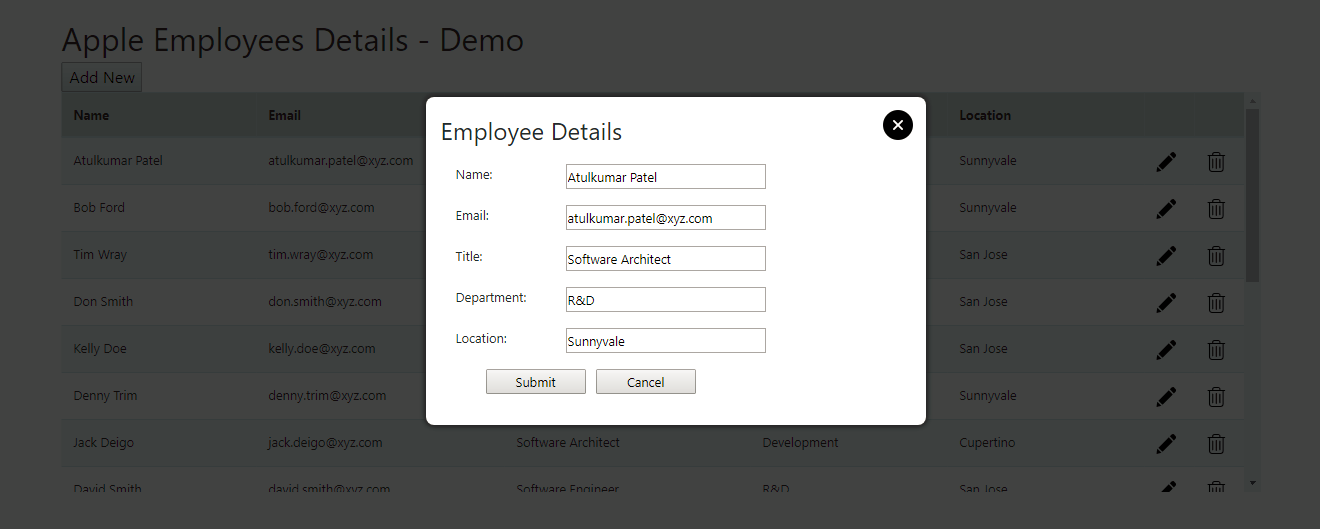 Apple Employees Details - Demo
Add New
Name Email Location
Atulkumar Patel atulkumar.patel@xyz.com Sunnyvale
Bob Ford bob.ford@xyz.com Sunnyvale
Tim Wray tim.wray@xyz.com San Jose
Don Smith don.smith@xyz.com San Jose
Kelly Doe kelly.doe@xyz.com San Jose
Denny Trim denny.trim@xyz.com Sunnyvale
Jack Deigo jack.deigo@xyz.com Software Architect Development Cupertino
David Smith david.smith@xyz.com Software Engineer R&D San Jose
Employee Details
Name: Atulkumar Patel
Email: atulkumar.patel@xyz.com
Title: Software Architect
Department: R&D
Location: Sunnyvale
Submit Cancel